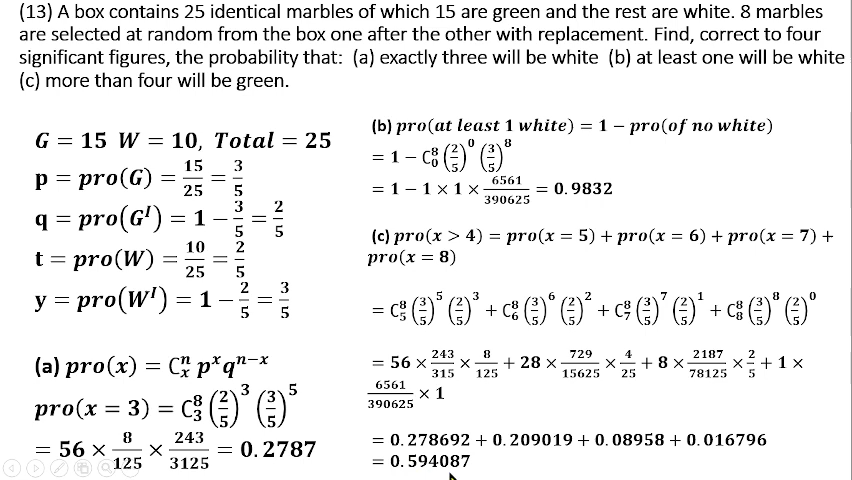 (13) A box contains 25 identical marbles of which 15 are green and the rest are white. 8 marbles
are selected at random from the box one after the other with replacement. Find, correct to four
significant figures, the probability that: (a) exactly three will be white (b) at least one will be white
(c) more than four will be green.
G = 15 W = 10, Total = 25
p = pro(G) = 15/25 = 3/5
q = pro(G^I) = 1 − 3/5 = 2/5
t = pro(W) = 10/25 = 2/5
y = pro(W^I) = 1 − 2/5 = 3/5
(a) pro(x) = C^n_x p^x q^(n−x)
pro(x = 3) = C^8_3 (2/5)^3 (3/5)^5
= 56 × 8/125 × 243/3125 = 0.2787
(b) pro(at least 1 white) = 1 − pro(of no white)
= 1 − C^8_0 (2/5)^0 (3/5)^8
= 1 − 1 × 1 × 6561/390625 = 0.9832
(c) pro(x > 4) = pro(x = 5) + pro(x = 6) + pro(x = 7) +
pro(x = 8)
= C^8_5 (3/5)^5 (2/5)^3 + C^8_6 (3/5)^6 (2/5)^2 + C^8_7 (3/5)^7 (2/5)^1 + C^8_8 (3/5)^8 (2/5)^0
= 56 × 243/315 × 8/125 + 28 × 729/15625 × 4/25 + 8 × 2187/78125 × 2/5 + 1 ×
6561/390625 × 1
= 0.278692 + 0.209019 + 0.08958 + 0.016796
= 0.594087